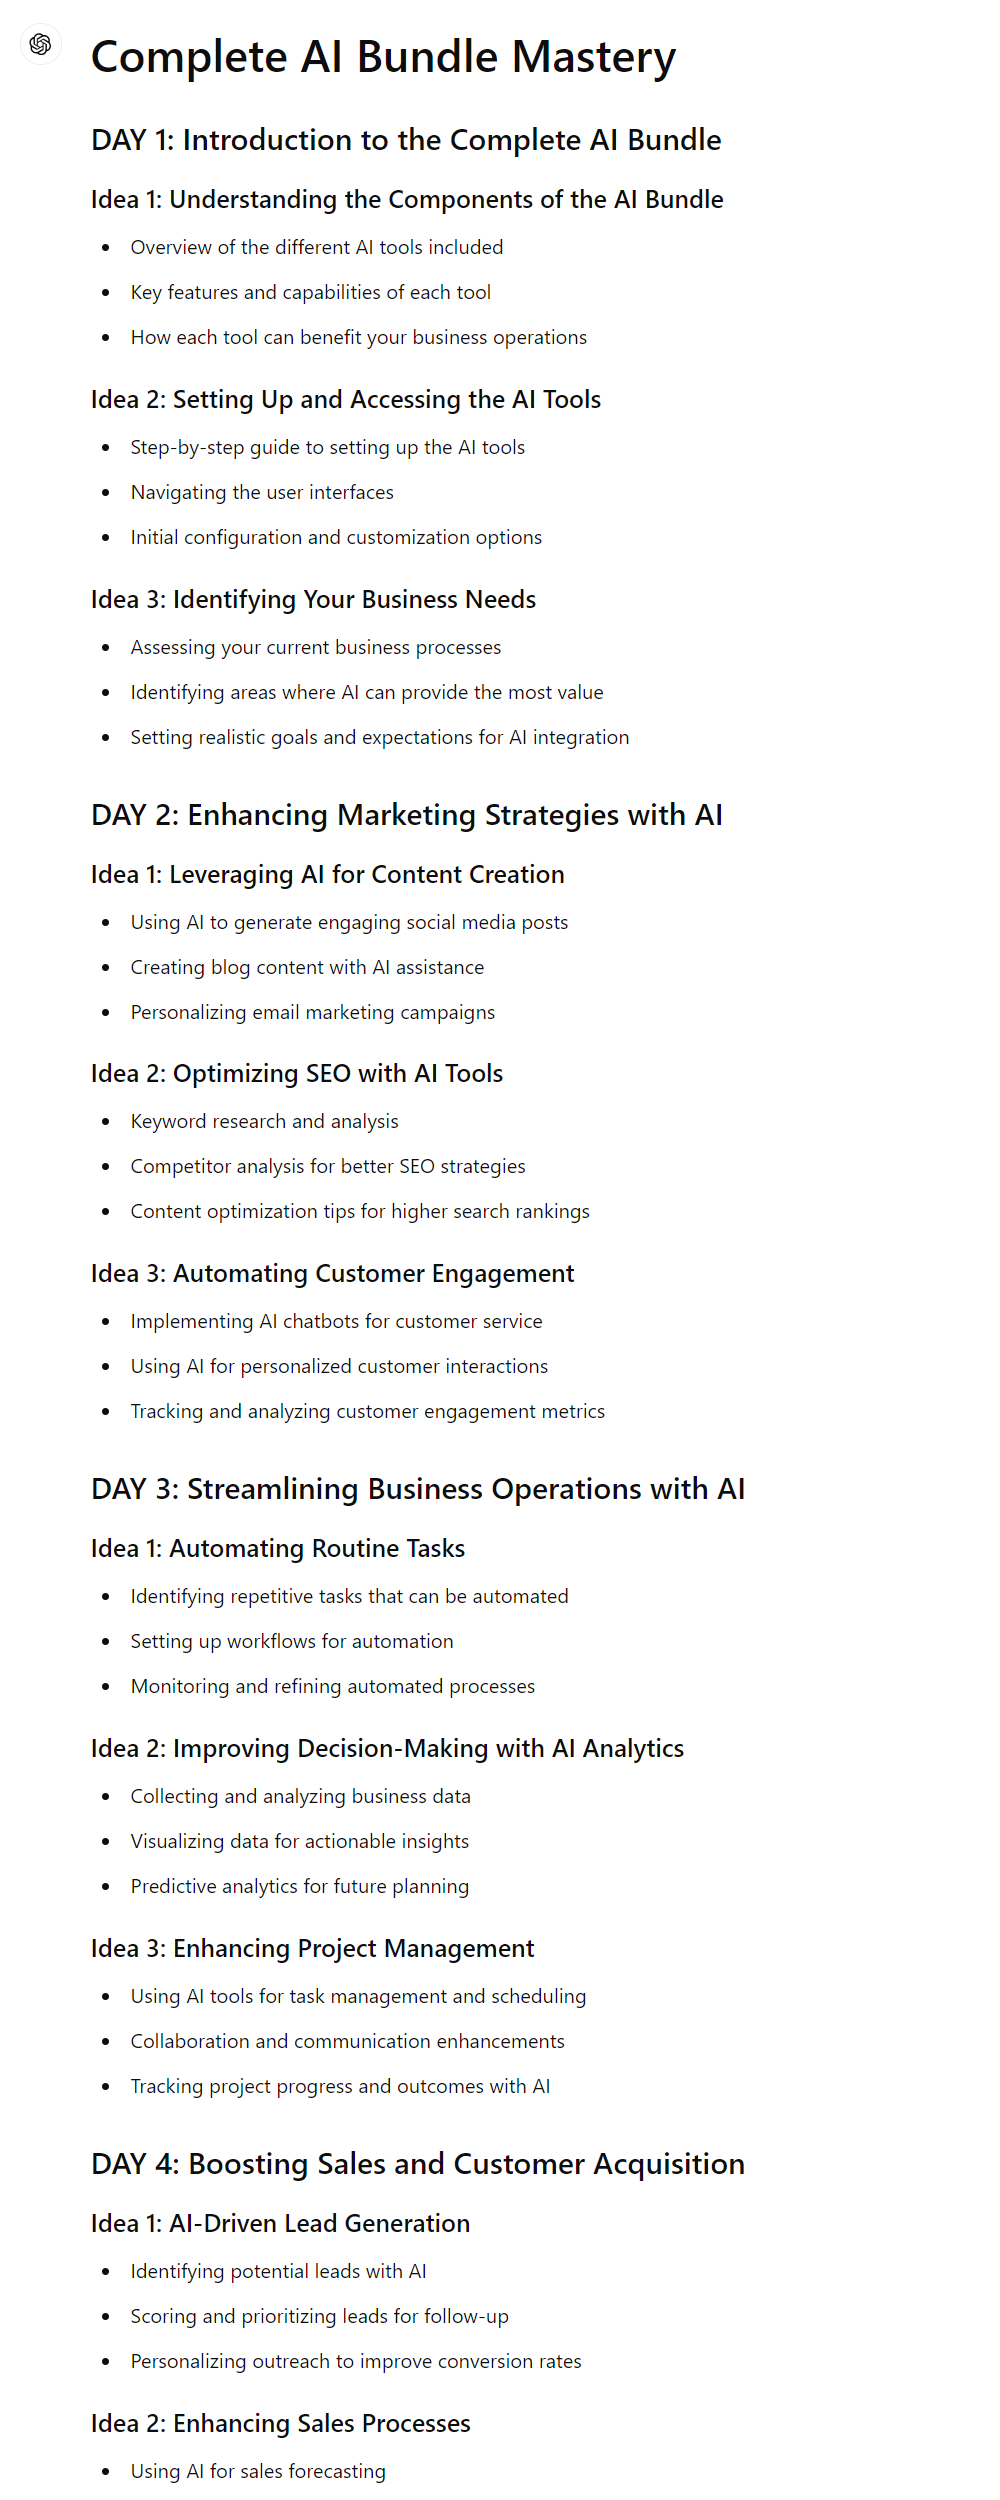 Complete AI Bundle Mastery
DAY 1: Introduction to the Complete AI Bundle
Idea 1: Understanding the Components of the AI Bundle
• Overview of the different AI tools included
• Key features and capabilities of each tool
• How each tool can benefit your business operations
Idea 2: Setting Up and Accessing the AI Tools
• Step-by-step guide to setting up the AI tools
• Navigating the user interfaces
• Initial configuration and customization options
Idea 3: Identifying Your Business Needs
• Assessing your current business processes
• Identifying areas where AI can provide the most value
• Setting realistic goals and expectations for AI integration
DAY 2: Enhancing Marketing Strategies with AI
Idea 1: Leveraging AI for Content Creation
• Using AI to generate engaging social media posts
• Creating blog content with AI assistance
• Personalizing email marketing campaigns
Idea 2: Optimizing SEO with AI Tools
• Keyword research and analysis
• Competitor analysis for better SEO strategies
• Content optimization tips for higher search rankings
Idea 3: Automating Customer Engagement
• Implementing AI chatbots for customer service
• Using AI for personalized customer interactions
• Tracking and analyzing customer engagement metrics
DAY 3: Streamlining Business Operations with AI
Idea 1: Automating Routine Tasks
• Identifying repetitive tasks that can be automated
• Setting up workflows for automation
• Monitoring and refining automated processes
Idea 2: Improving Decision-Making with AI Analytics
• Collecting and analyzing business data
• Visualizing data for actionable insights
• Predictive analytics for future planning
Idea 3: Enhancing Project Management
• Using AI tools for task management and scheduling
• Collaboration and communication enhancements
• Tracking project progress and outcomes with AI
DAY 4: Boosting Sales and Customer Acquisition
Idea 1: AI-Driven Lead Generation
• Identifying potential leads with AI
• Scoring and prioritizing leads for follow-up
• Personalizing outreach to improve conversion rates
Idea 2: Enhancing Sales Processes
• Using AI for sales forecasting